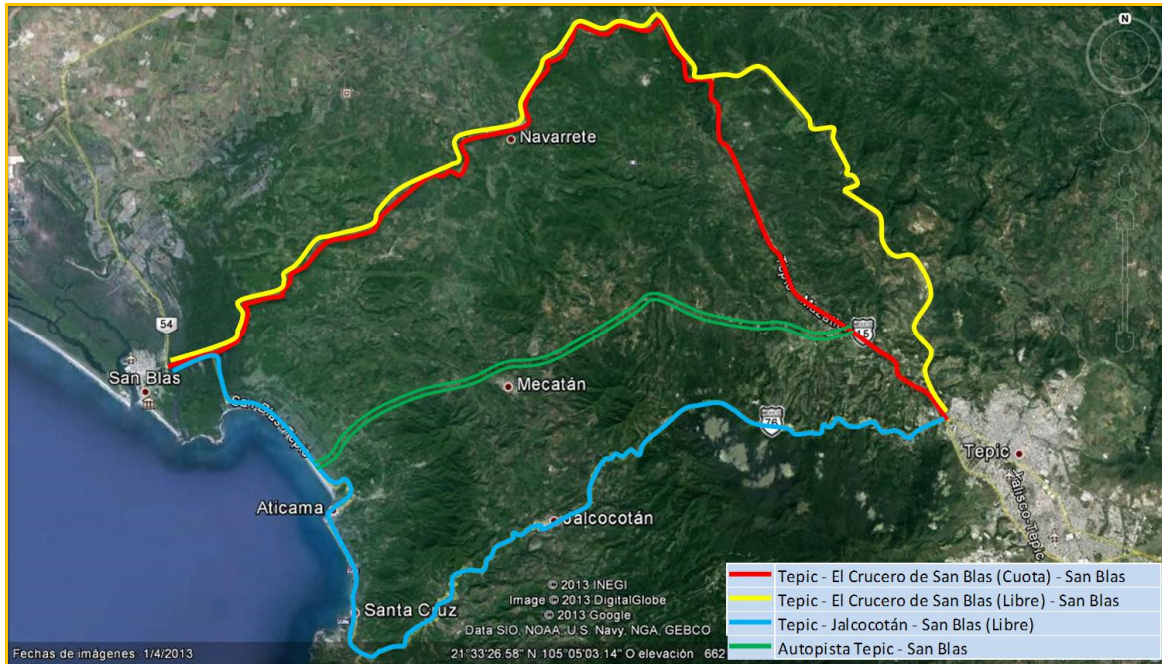 N
Navarrete
54
15
San Blas
Mecatán
76
Tepic
Aticama
Jalcocotán
Jalisco-Tepic
Santa Cruz
© 2013 INEGI
Image © 2013 DigitalGlobe
© 2013 Google
Data SIO, NOAA, U.S. Navy, NGA, GEBCO
Fechas de imágenes: 1/4/2013
21°33'26.58" N 105°05'03.14" O elevación 662
Tepic - El Crucero de San Blas (Cuota) - San Blas
Tepic - El Crucero de San Blas (Libre) - San Blas
Tepic - Jalcocotán - San Blas (Libre)
Autopista Tepic - San Blas